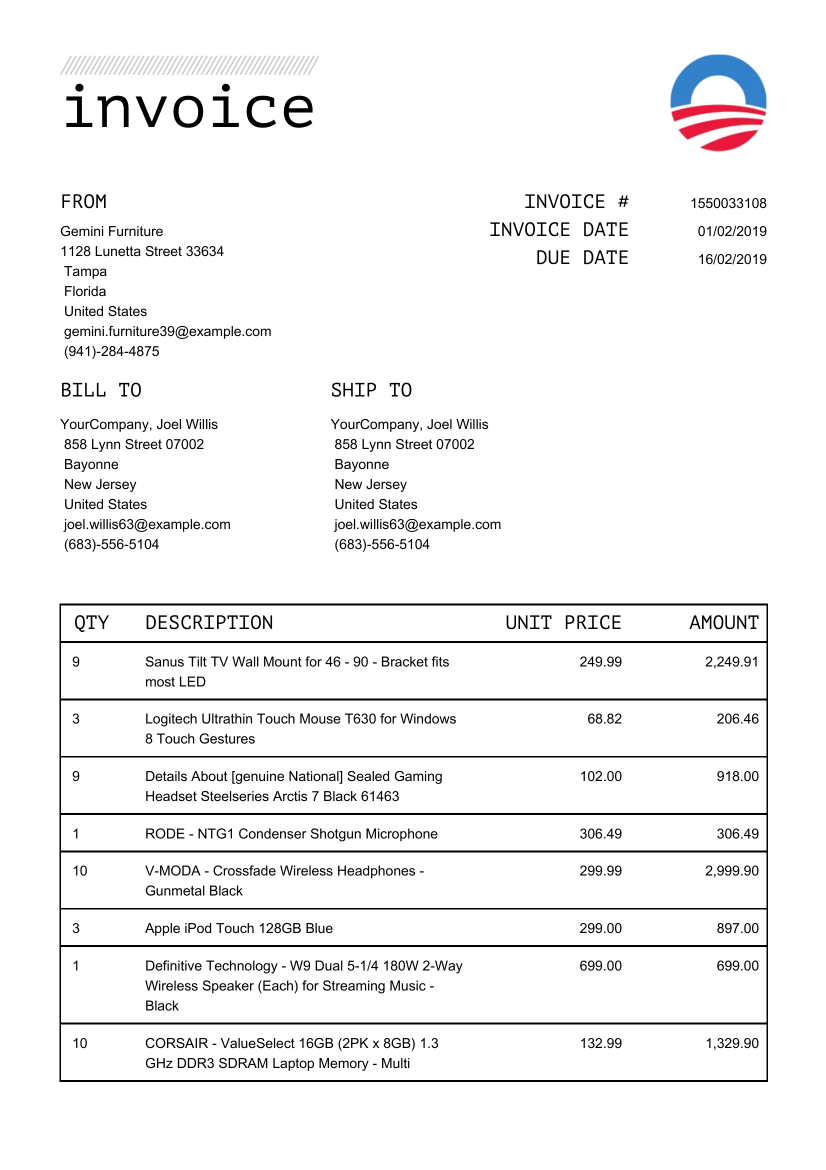 invoice
FROM
Gemini Furniture
1128 Lunetta Street 33634
Tampa
Florida
United States
gemini.furniture39@example.com
(941)-284-4875
INVOICE # 1550033108
INVOICE DATE 01/02/2019
DUE DATE 16/02/2019
BILL TO
YourCompany, Joel Willis
858 Lynn Street 07002
Bayonne
New Jersey
United States
joel.willis63@example.com
(683)-556-5104
SHIP TO
YourCompany, Joel Willis
858 Lynn Street 07002
Bayonne
New Jersey
United States
joel.willis63@example.com
(683)-556-5104
QTY DESCRIPTION UNIT PRICE AMOUNT
9 Sanus Tilt TV Wall Mount for 46 - 90 - Bracket fits 249.99 2,249.91
most LED
3 Logitech Ultrathin Touch Mouse T630 for Windows 68.82 206.46
8 Touch Gestures
9 Details About [genuine National] Sealed Gaming 102.00 918.00
Headset Steelseries Arctis 7 Black 61463
1 RODE - NTG1 Condenser Shotgun Microphone 306.49 306.49
10 V-MODA - Crossfade Wireless Headphones - 299.99 2,999.90
Gunmetal Black
3 Apple iPod Touch 128GB Blue 299.00 897.00
1 Definitive Technology - W9 Dual 5-1/4 180W 2-Way 699.00 699.00
Wireless Speaker (Each) for Streaming Music -
Black
10 CORSAIR - ValueSelect 16GB (2PK x 8GB) 1.3 132.99 1,329.90
GHz DDR3 SDRAM Laptop Memory - Multi